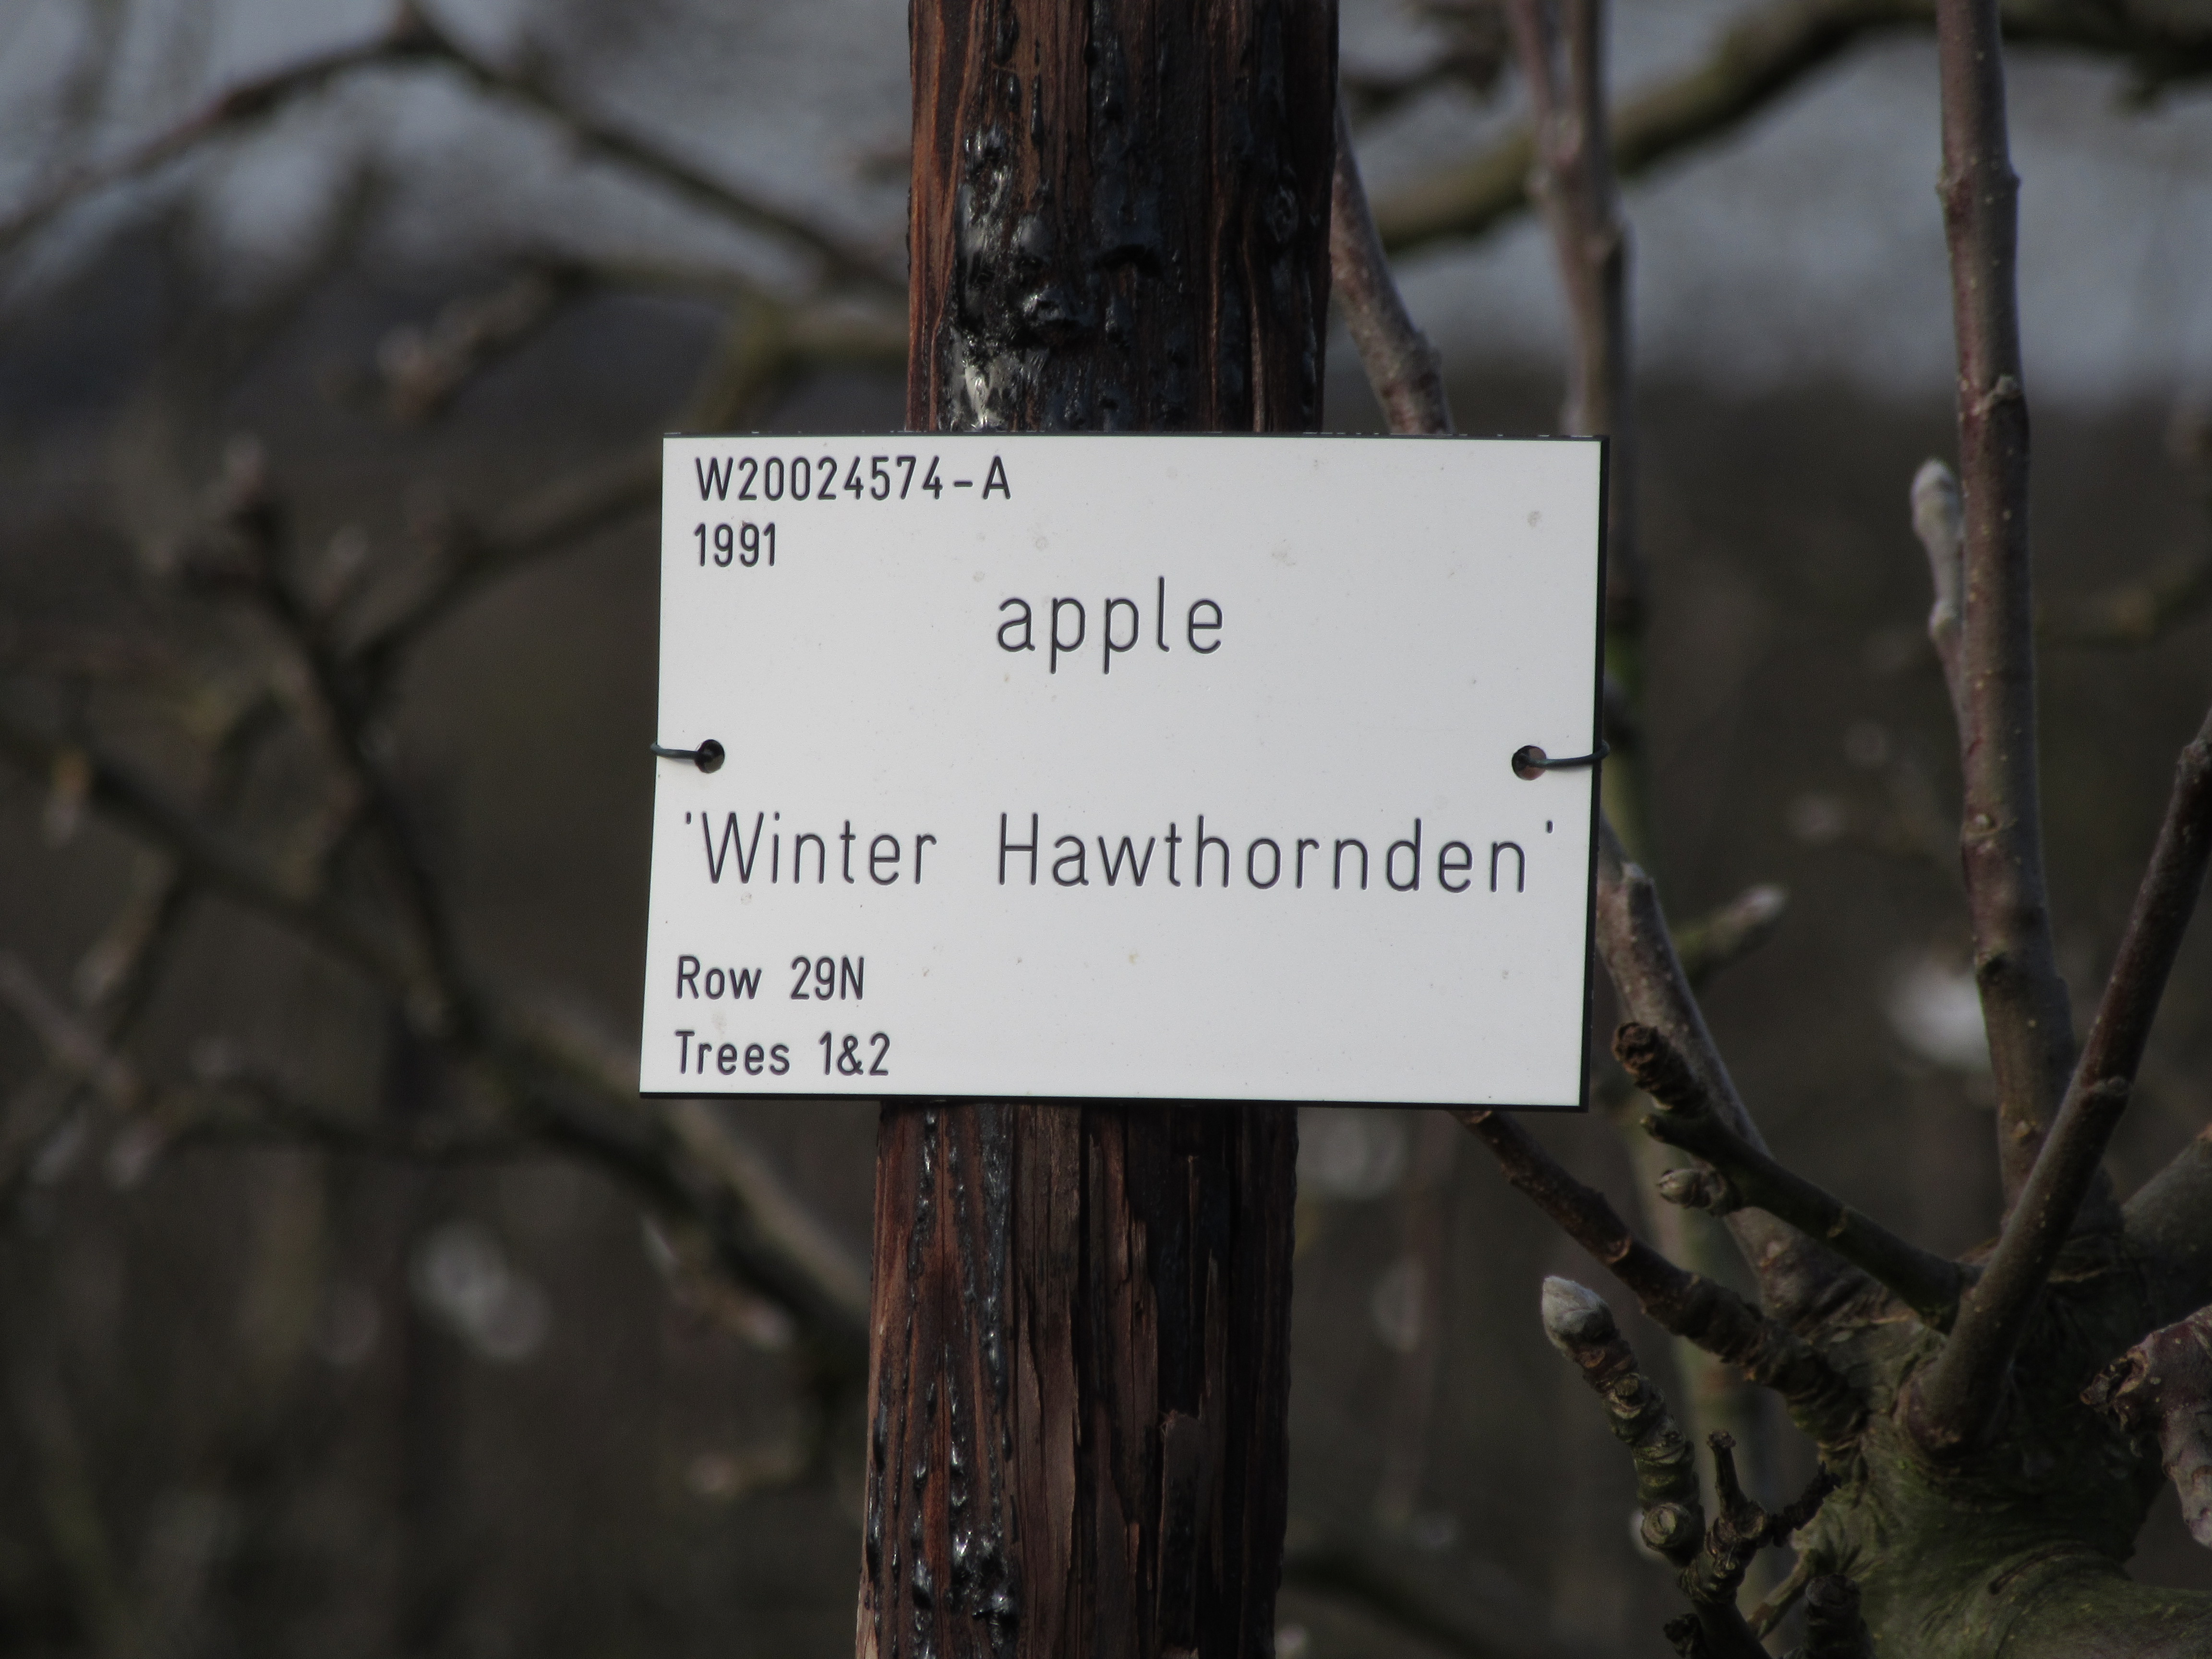 W20024574-A
1991
apple
'Winter Hawthornden'
Row 29N
Trees 1&2